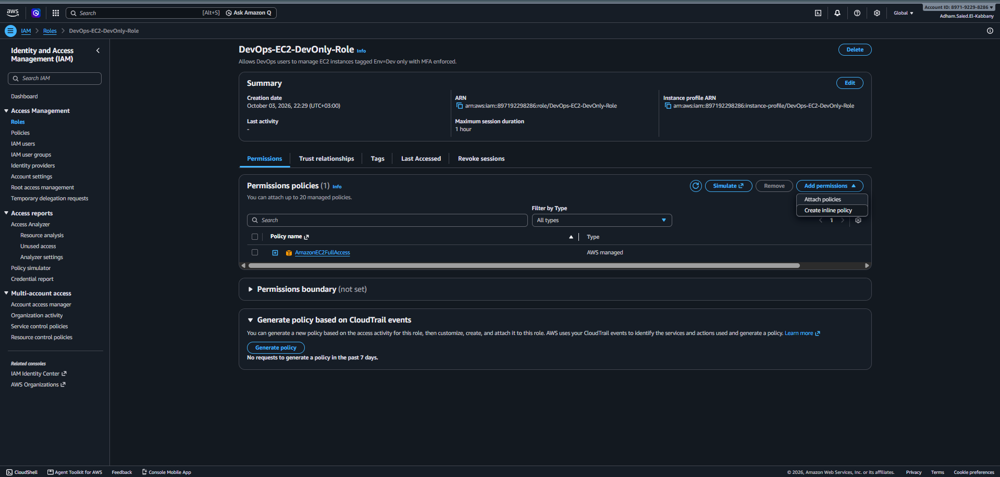 aws
Search [Alt+S] Ask Amazon Q
Global
Account ID: 8971-9229-8286
Adham.Saied.El-Kabbany
IAM > Roles > DevOps-EC2-DevOnly-Role
Identity and Access Management (IAM)
Search IAM
Dashboard
Access Management
Roles
Policies
IAM users
IAM user groups
Identity providers
Account settings
Root access management
Temporary delegation requests
Access reports
Access Analyzer
Resource analysis
Unused access
Analyzer settings
Policy simulator
Credential report
Multi-account access
Account access manager
Organization activity
Service control policies
Resource control policies
Related consoles
IAM Identity Center
AWS Organizations
DevOps-EC2-DevOnly-Role Info
Delete
Allows DevOps users to manage EC2 instances tagged Env=Dev only with MFA enforced.
Summary
Edit
Creation date
October 03, 2026, 22:29 (UTC+03:00)
Last activity
-
ARN
arn:aws:iam::897192298286:role/DevOps-EC2-DevOnly-Role
Maximum session duration
1 hour
Instance profile ARN
arn:aws:iam::897192298286:instance-profile/DevOps-EC2-DevOnly-Role
Permissions Trust relationships Tags Last Accessed Revoke sessions
Permissions policies (1) Info
Simulate Remove Add permissions
You can attach up to 20 managed policies.
Attach policies
Create inline policy
Filter by Type
Search All types
1
Policy name Type
AmazonEC2FullAccess AWS managed
Permissions boundary (not set)
Generate policy based on CloudTrail events
You can generate a new policy based on the access activity for this role, then customize, create, and attach it to this role. AWS uses your CloudTrail events to identify the services and actions used and generate a policy. Learn more
Generate policy
No requests to generate a policy in the past 7 days.
CloudShell Agent Toolkit for AWS Feedback Console Mobile App
© 2026, Amazon Web Services, Inc. or its affiliates. Privacy Terms Cookie preferences